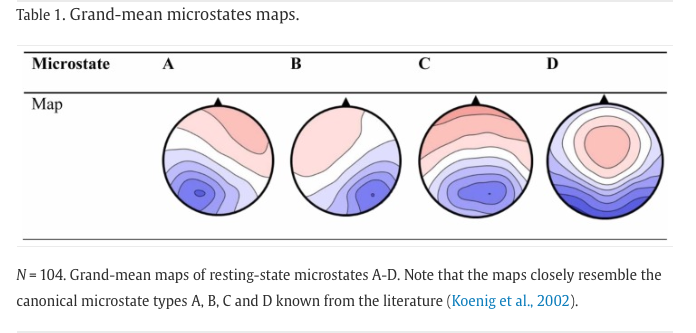 Table 1. Grand-mean microstates maps.
Microstate A B C D
Map
N = 104. Grand-mean maps of resting-state microstates A-D. Note that the maps closely resemble the
canonical microstate types A, B, C and D known from the literature (Koenig et al., 2002).